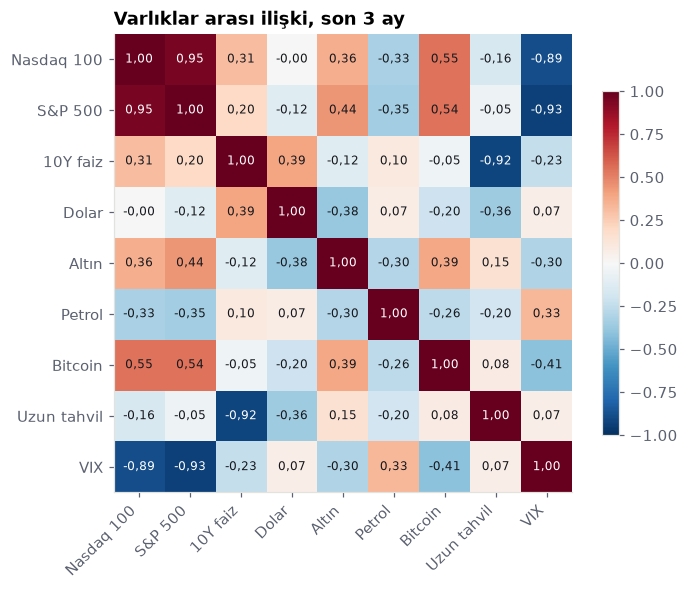 Varlıklar arası ilişki, son 3 ay
Nasdaq 100 1,00 0,95 0,31 -0,00 0,36 -0,33 0,55 -0,16 -0,89
S&P 500 0,95 1,00 0,20 -0,12 0,44 -0,35 0,54 -0,05 -0,93
10Y faiz 0,31 0,20 1,00 0,39 -0,12 0,10 -0,05 -0,92 -0,23
Dolar -0,00 -0,12 0,39 1,00 -0,38 0,07 -0,20 -0,36 0,07
Altın 0,36 0,44 -0,12 -0,38 1,00 -0,30 0,39 0,15 -0,30
Petrol -0,33 -0,35 0,10 0,07 -0,30 1,00 -0,26 -0,20 0,33
Bitcoin 0,55 0,54 -0,05 -0,20 0,39 -0,26 1,00 0,08 -0,41
Uzun tahvil -0,16 -0,05 -0,92 -0,36 0,15 -0,20 0,08 1,00 0,07
VIX -0,89 -0,93 -0,23 0,07 -0,30 0,33 -0,41 0,07 1,00
Nasdaq 100 S&P 500 10Y faiz Dolar Altın Petrol Bitcoin Uzun tahvil VIX
1.00
0.75
0.50
0.25
0.00
−0.25
−0.50
−0.75
−1.00